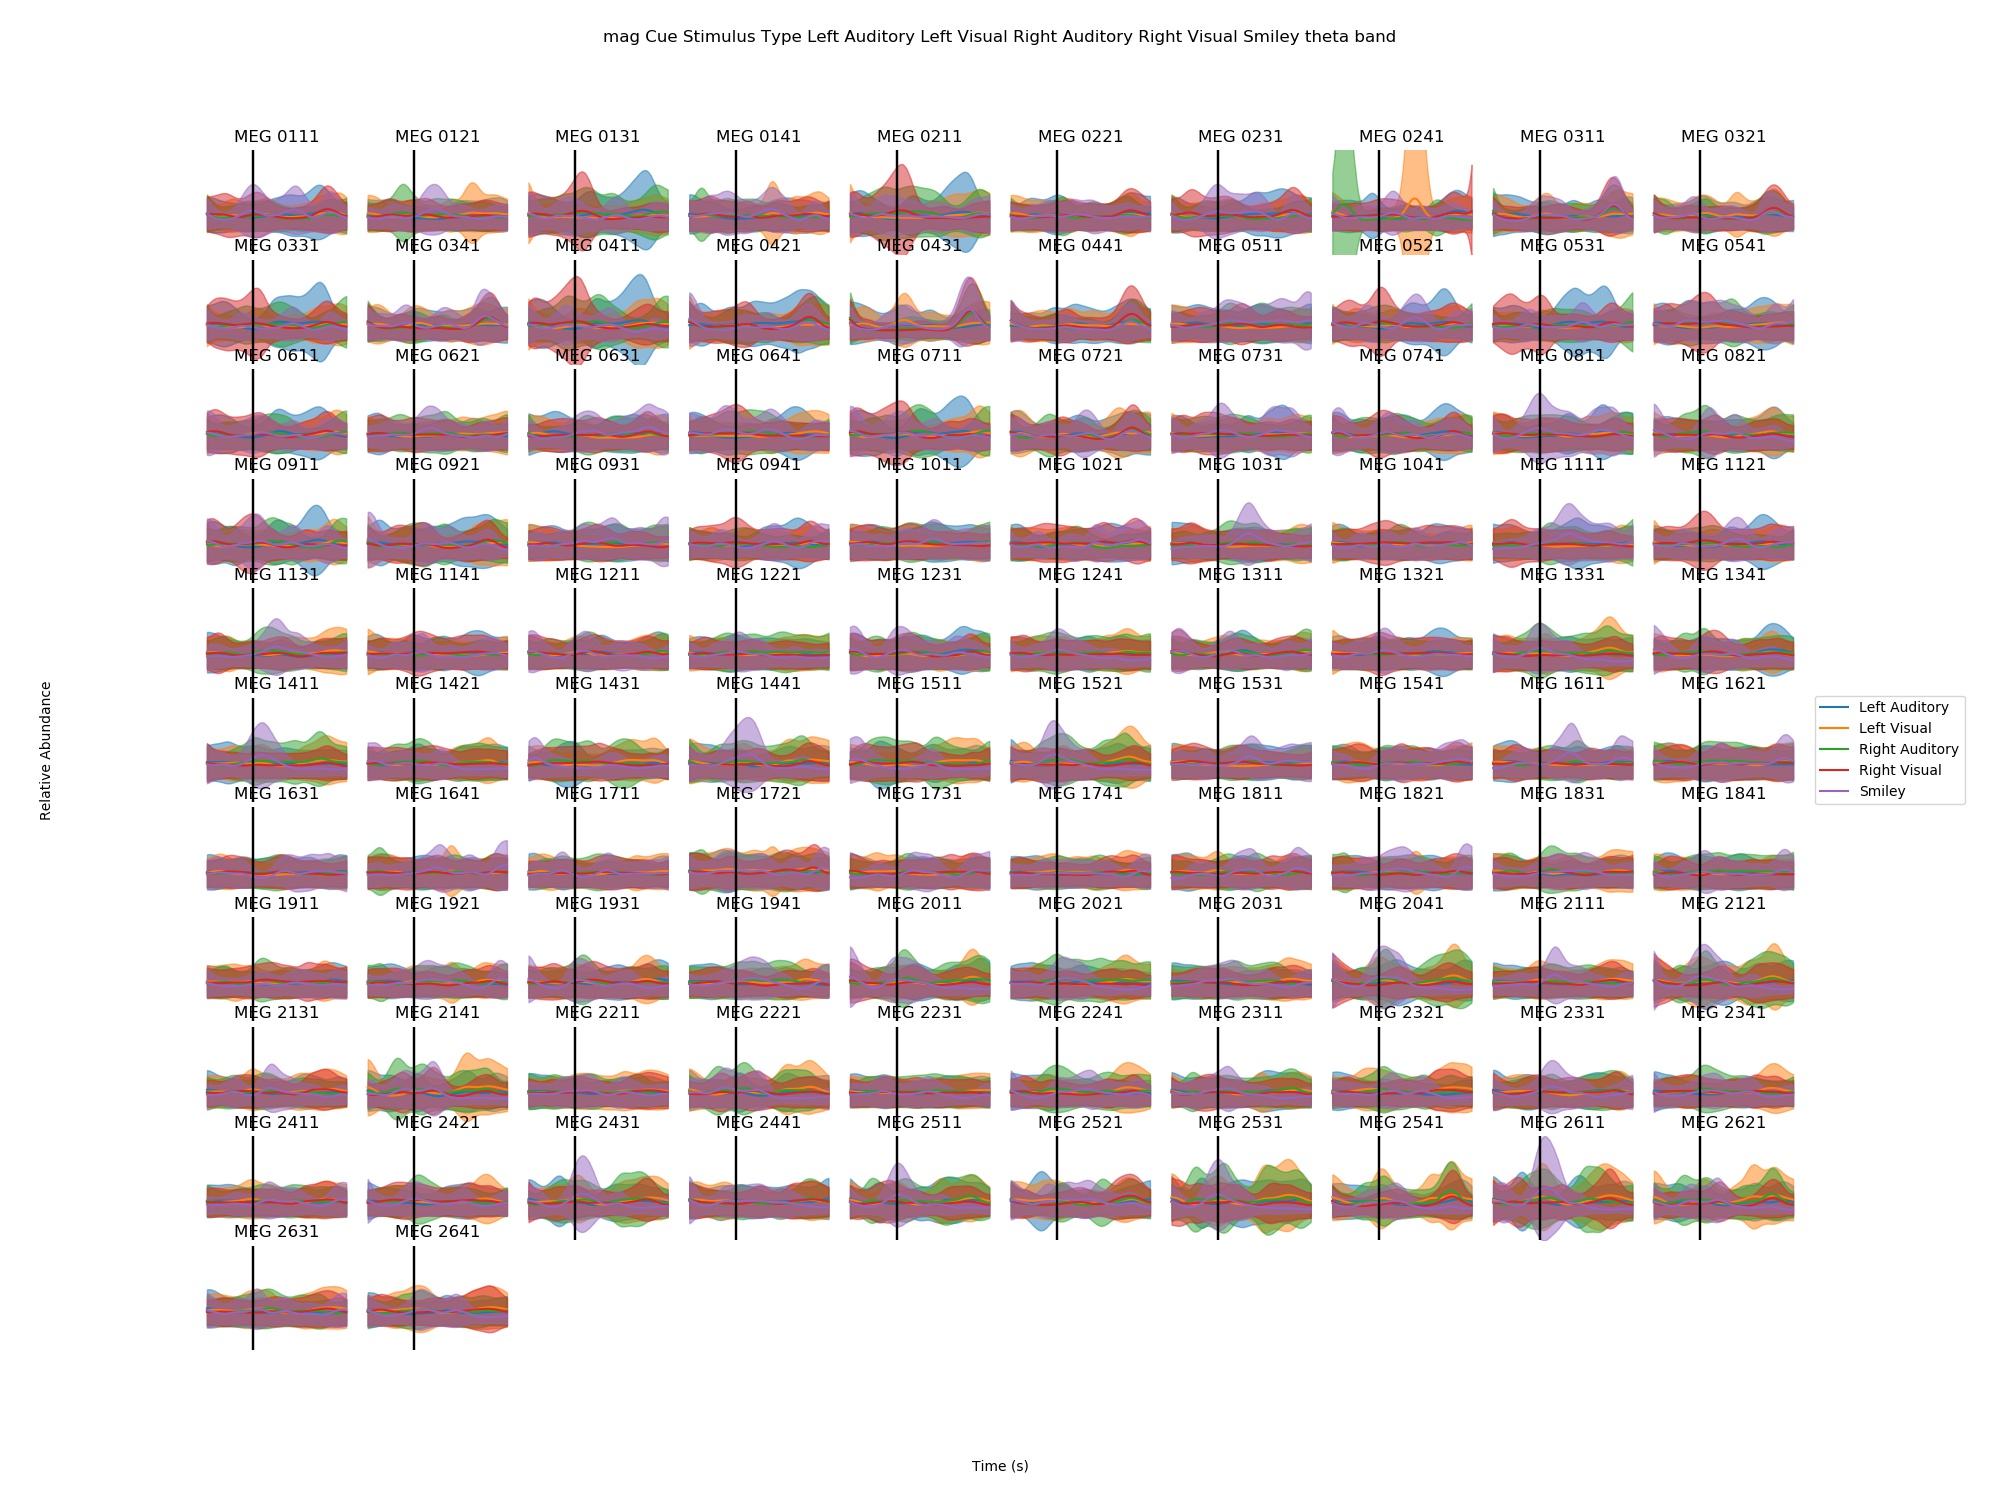 mag Cue Stimulus Type Left Auditory Left Visual Right Auditory Right Visual Smiley theta band
MEG 0111 MEG 0121 MEG 0131 MEG 0141 MEG 0211 MEG 0221 MEG 0231 MEG 0241 MEG 0311 MEG 0321
MEG 0331 MEG 0341 MEG 0411 MEG 0421 MEG 0431 MEG 0441 MEG 0511 MEG 0521 MEG 0531 MEG 0541
MEG 0611 MEG 0621 MEG 0631 MEG 0641 MEG 0711 MEG 0721 MEG 0731 MEG 0741 MEG 0811 MEG 0821
MEG 0911 MEG 0921 MEG 0931 MEG 0941 MEG 1011 MEG 1021 MEG 1031 MEG 1041 MEG 1111 MEG 1121
MEG 1131 MEG 1141 MEG 1211 MEG 1221 MEG 1231 MEG 1241 MEG 1311 MEG 1321 MEG 1331 MEG 1341
MEG 1411 MEG 1421 MEG 1431 MEG 1441 MEG 1511 MEG 1521 MEG 1531 MEG 1541 MEG 1611 MEG 1621
MEG 1631 MEG 1641 MEG 1711 MEG 1721 MEG 1731 MEG 1741 MEG 1811 MEG 1821 MEG 1831 MEG 1841
MEG 1911 MEG 1921 MEG 1931 MEG 1941 MEG 2011 MEG 2021 MEG 2031 MEG 2041 MEG 2111 MEG 2121
MEG 2131 MEG 2141 MEG 2211 MEG 2221 MEG 2231 MEG 2241 MEG 2311 MEG 2321 MEG 2331 MEG 2341
MEG 2411 MEG 2421 MEG 2431 MEG 2441 MEG 2511 MEG 2521 MEG 2531 MEG 2541 MEG 2611 MEG 2621
MEG 2631 MEG 2641
Relative Abundance
Left Auditory
Left Visual
Right Auditory
Right Visual
Smiley
Time (s)